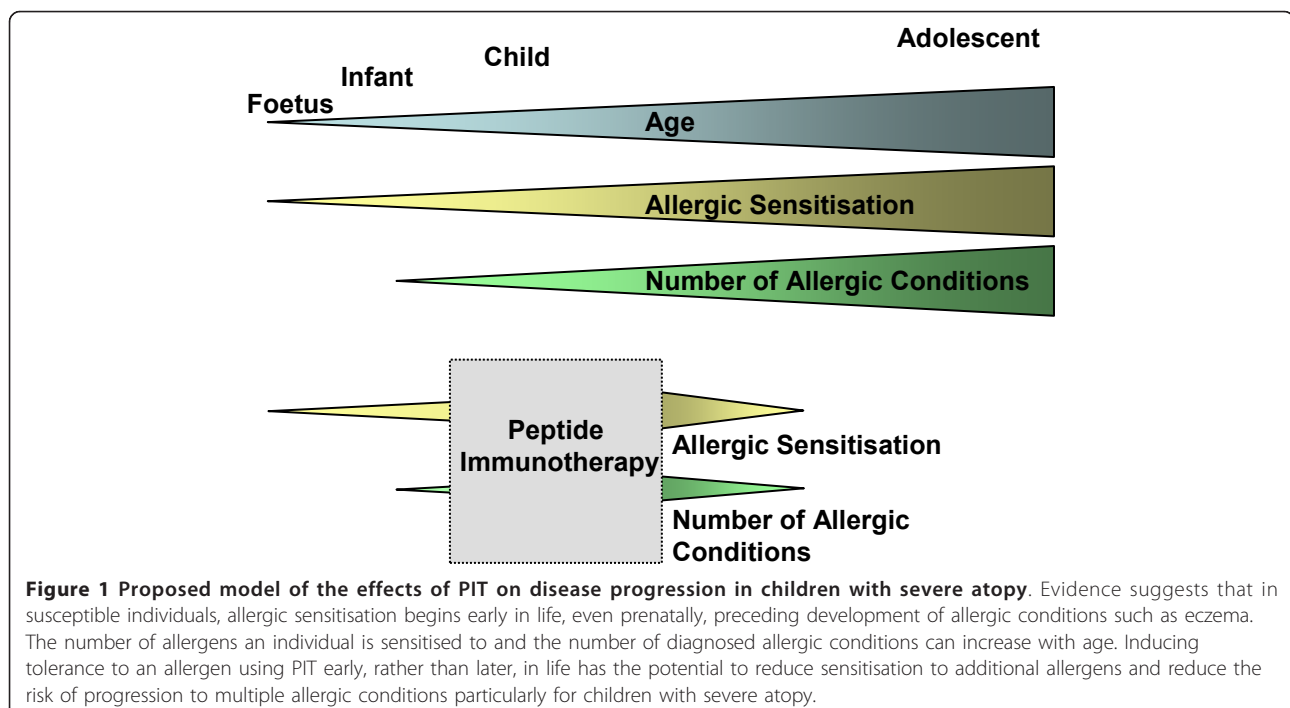 Adolescent
Child
Infant
Foetus
Age
Allergic Sensitisation
Number of Allergic Conditions
Peptide
Immunotherapy
Allergic Sensitisation
Number of Allergic
Conditions
Figure 1 Proposed model of the effects of PIT on disease progression in children with severe atopy. Evidence suggests that in
susceptible individuals, allergic sensitisation begins early in life, even prenatally, preceding development of allergic conditions such as eczema.
The number of allergens an individual is sensitised to and the number of diagnosed allergic conditions can increase with age. Inducing
tolerance to an allergen using PIT early, rather than later, in life has the potential to reduce sensitisation to additional allergens and reduce the
risk of progression to multiple allergic conditions particularly for children with severe atopy.